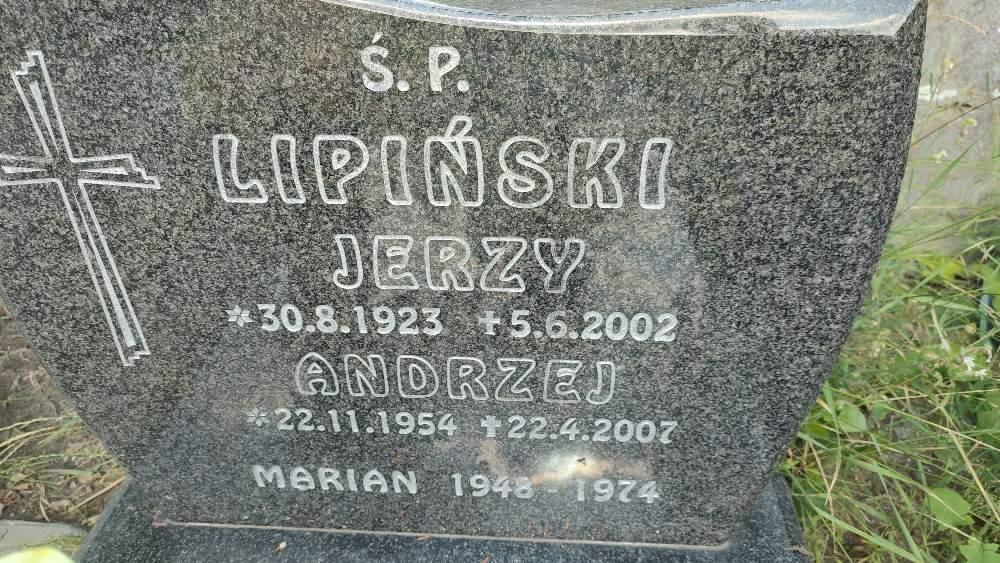 Ś. P.
LIPIŃSKI
JERZY
*30.8.1923 ✝5.6.2002
ANDRZEJ
*22.11.1954 ✝22.4.2007
MARIAN 1948 - 1974